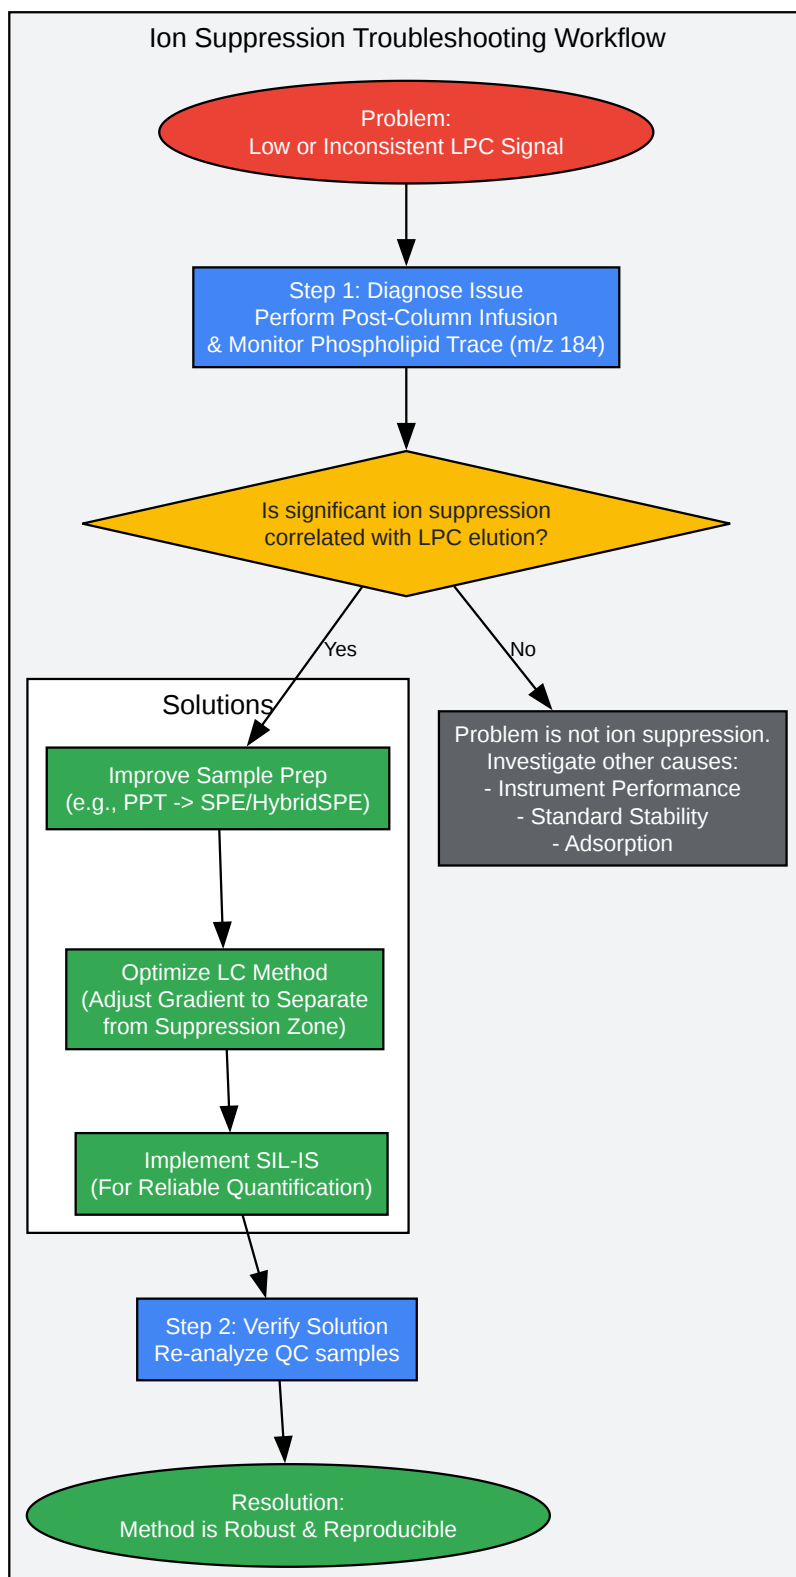 Ion Suppression Troubleshooting Workflow
Problem:
Low or Inconsistent LPC Signal
Step 1: Diagnose Issue
Perform Post-Column Infusion
& Monitor Phospholipid Trace (m/z 184)
Is significant ion suppression
correlated with LPC elution?
Yes
No
Solutions
Improve Sample Prep
(e.g., PPT -> SPE/HybridSPE)
Problem is not ion suppression.
Investigate other causes:
- Instrument Performance
- Standard Stability
- Adsorption
Optimize LC Method
(Adjust Gradient to Separate
from Suppression Zone)
Implement SIL-IS
(For Reliable Quantification)
Step 2: Verify Solution
Re-analyze QC samples
Resolution:
Method is Robust & Reproducible